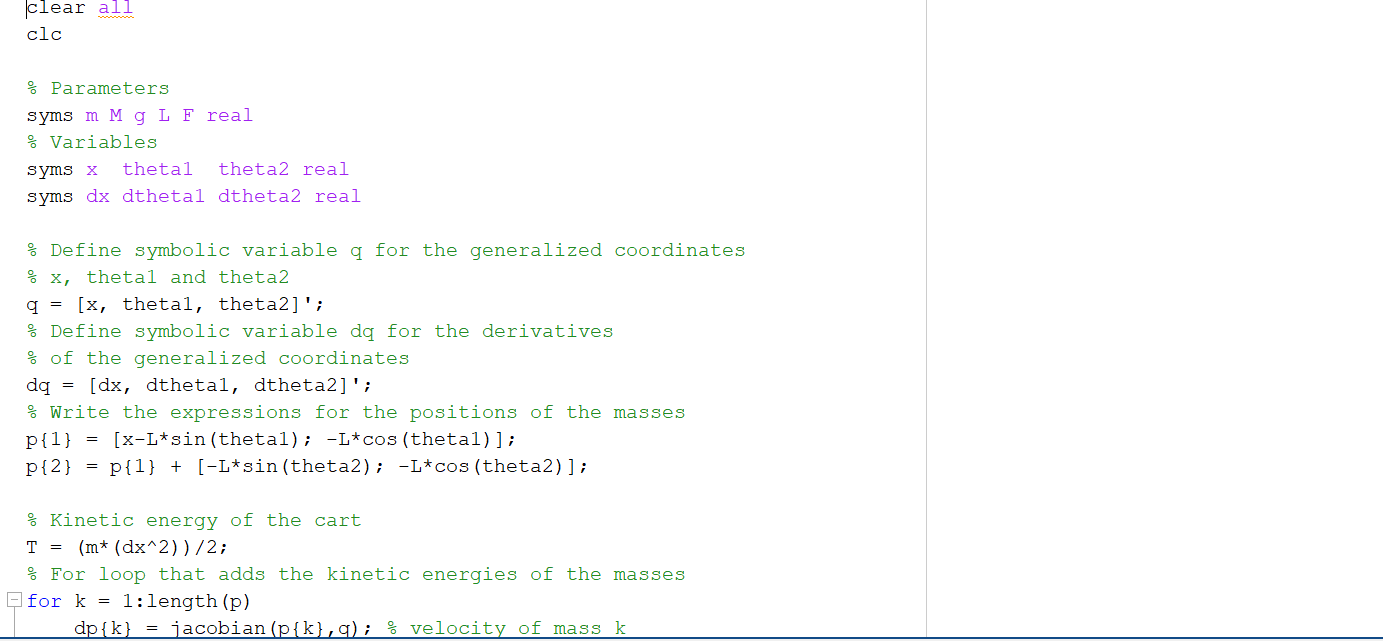 clear all
clc
% Parameters
syms m M g L F real
% Variables
syms x  theta1  theta2 real
syms dx dtheta1 dtheta2 real
% Define symbolic variable q for the generalized coordinates
% x, theta1 and theta2
q = [x, theta1, theta2]';
% Define symbolic variable dq for the derivatives
% of the generalized coordinates
dq = [dx, dtheta1, dtheta2]';
% Write the expressions for the positions of the masses
p{1} = [x-L*sin(theta1); -L*cos(theta1)];
p{2} = p{1} + [-L*sin(theta2); -L*cos(theta2)];
% Kinetic energy of the cart
T = (m*(dx^2))/2;
% For loop that adds the kinetic energies of the masses
for k = 1:length(p)
    dp{k} = jacobian(p{k},q); % velocity of mass k